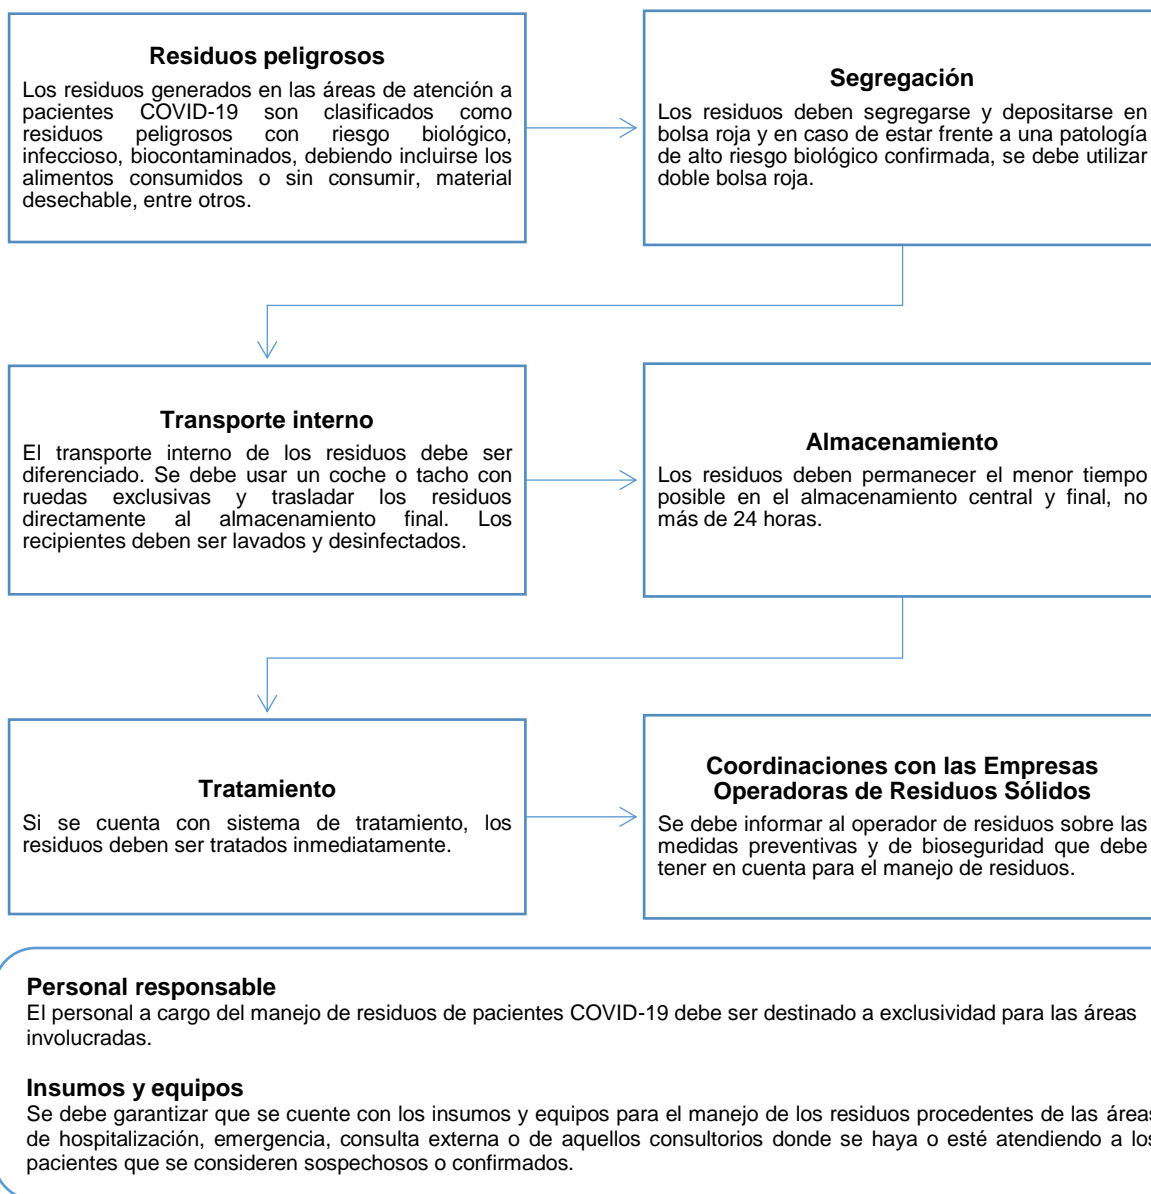 Residuos peligrosos
Los residuos generados en las áreas de atención a
pacientes COVID-19 son clasificados como
residuos peligrosos con riesgo biológico,
infeccioso, biocontaminados, debiendo incluirse los
alimentos consumidos o sin consumir, material
desechable, entre otros.
Segregación
Los residuos deben segregarse y depositarse en
bolsa roja y en caso de estar frente a una patología
de alto riesgo biológico confirmada, se debe utilizar
doble bolsa roja.
Transporte interno
El transporte interno de los residuos debe ser
diferenciado. Se debe usar un coche o tacho con
ruedas exclusivas y trasladar los residuos
directamente al almacenamiento final. Los
recipientes deben ser lavados y desinfectados.
Almacenamiento
Los residuos deben permanecer el menor tiempo
posible en el almacenamiento central y final, no
más de 24 horas.
Tratamiento
Si se cuenta con sistema de tratamiento, los
residuos deben ser tratados inmediatamente.
Coordinaciones con las Empresas
Operadoras de Residuos Sólidos
Se debe informar al operador de residuos sobre las
medidas preventivas y de bioseguridad que debe
tener en cuenta para el manejo de residuos.
Personal responsable
El personal a cargo del manejo de residuos de pacientes COVID-19 debe ser destinado a exclusividad para las áreas
involucradas.
Insumos y equipos
Se debe garantizar que se cuente con los insumos y equipos para el manejo de los residuos procedentes de las áreas
de hospitalización, emergencia, consulta externa o de aquellos consultorios donde se haya o esté atendiendo a los
pacientes que se consideren sospechosos o confirmados.